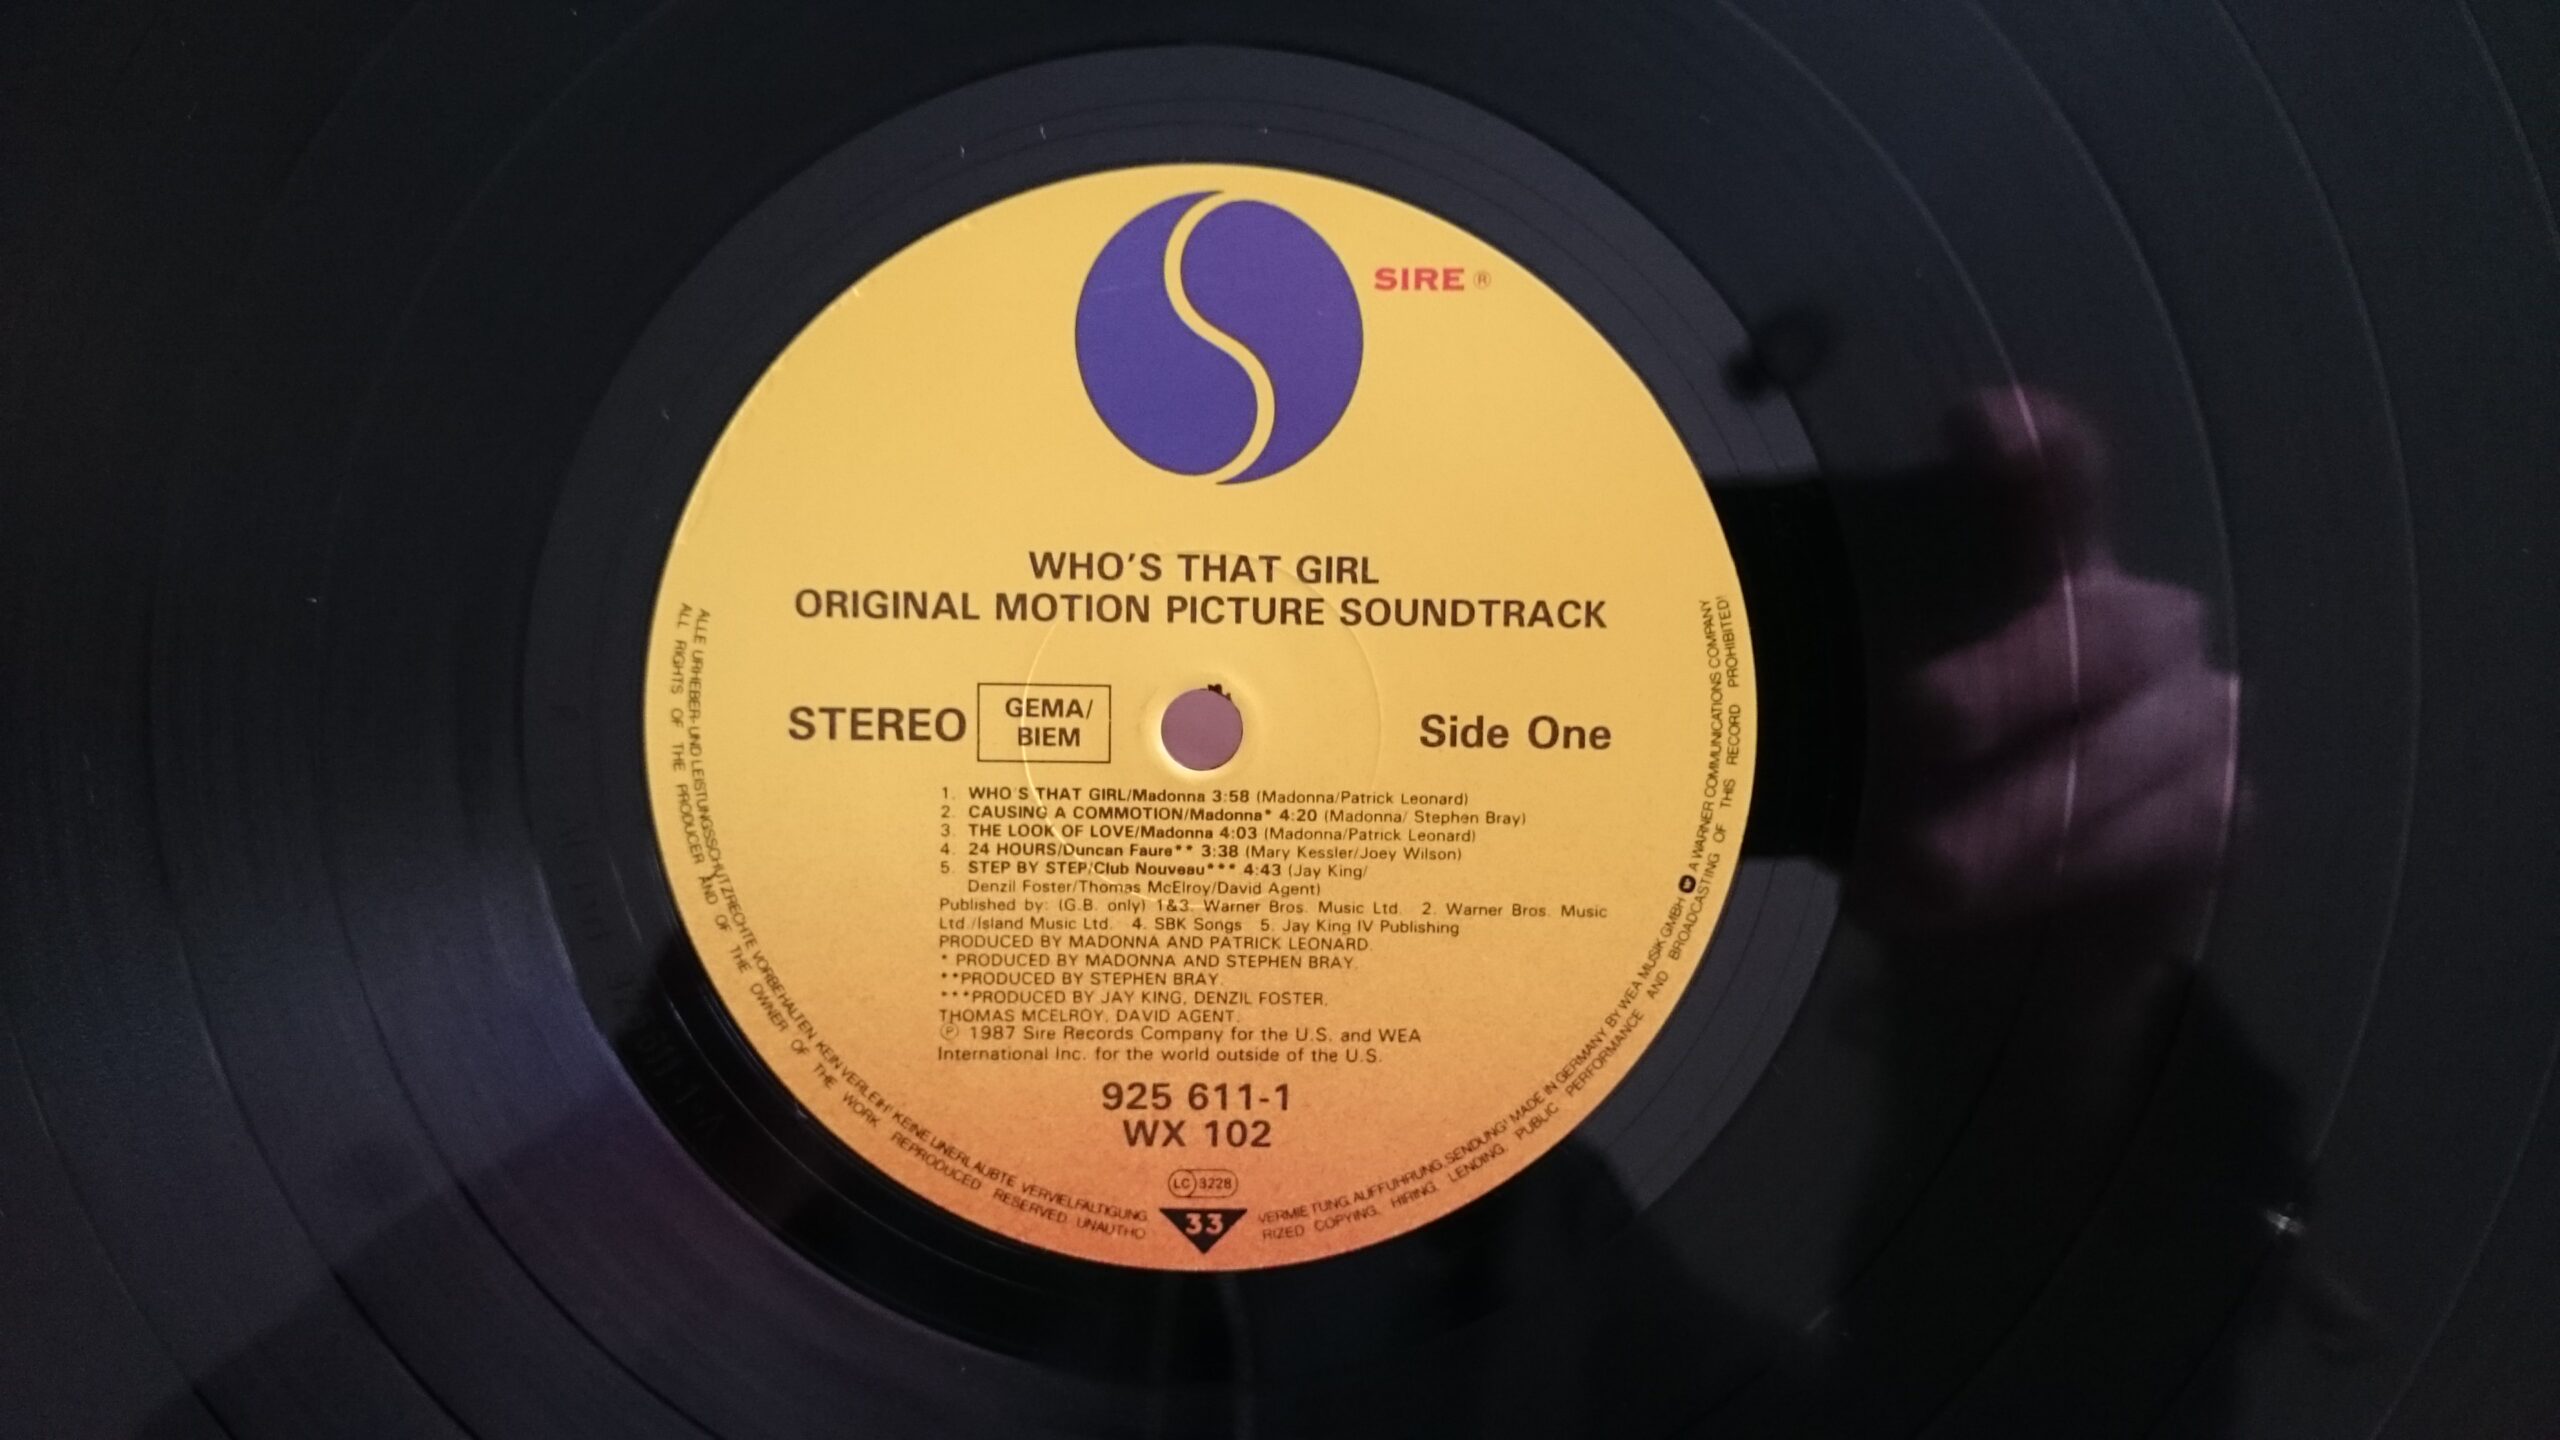 SIRE ®
WHO'S THAT GIRL
ORIGINAL MOTION PICTURE SOUNDTRACK
STEREO
GEMA/
BIEM
Side One
1. WHO'S THAT GIRL/Madonna 3:58 (Madonna/Patrick Leonard)
2. CAUSING A COMMOTION/Madonna* 4:20 (Madonna/ Stephen Bray)
3. THE LOOK OF LOVE/Madonna 4:03 (Madonna/Patrick Leonard)
4. 24 HOURS/Duncan Faure** 3:38 (Mary Kessler/Joey Wilson)
5. STEP BY STEP/Club Nouveau*** 4:43 (Jay King/
Denzil Foster/Thomas McElroy/David Agent)
Published by: (G.B. only) 1&3. Warner Bros. Music Ltd. 2. Warner Bros. Music
Ltd./Island Music Ltd. 4. SBK Songs 5. Jay King IV Publishing
PRODUCED BY MADONNA AND PATRICK LEONARD.
* PRODUCED BY MADONNA AND STEPHEN BRAY.
**PRODUCED BY STEPHEN BRAY.
***PRODUCED BY JAY KING, DENZIL FOSTER,
THOMAS MCELROY, DAVID AGENT.
℗ 1987 Sire Records Company for the U.S. and WEA
International Inc. for the world outside of the U.S.
925 611-1
WX 102
LC 3228
33
ALLE URHEBER- UND LEISTUNGSSCHUTZRECHTE VORBEHALTEN KEIN VERLEIH! KEINE UNERLAUBTE VERVIELFÄLTIGUNG, VERMIETUNG, AUFFÜHRUNG, SENDUNG! MADE IN GERMANY BY WEA MUSIK GMBH A WARNER COMMUNICATIONS COMPANY
ALL RIGHTS OF THE PRODUCER AND OF THE OWNER OF THE WORK REPRODUCED RESERVED. UNAUTHORIZED COPYING, HIRING, LENDING, PUBLIC PERFORMANCE AND BROADCASTING OF THIS RECORD PROHIBITED!